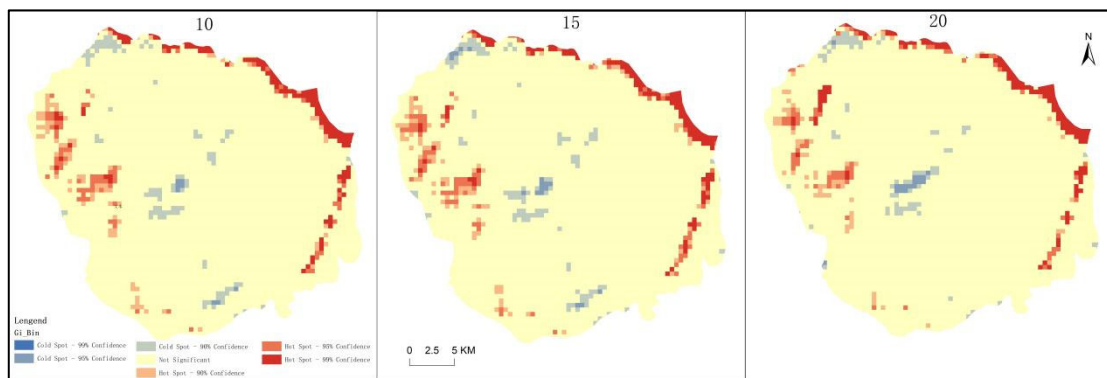 10
15
20
N
Lengend
Gi_Bin
Cold Spot - 99% Confidence
Cold Spot - 95% Confidence
Cold Spot - 90% Confidence
Not Significant
Hot Spot - 90% Confidence
Hot Spot - 95% Confidence
Hot Spot - 99% Confidence
0 2.5 5 KM